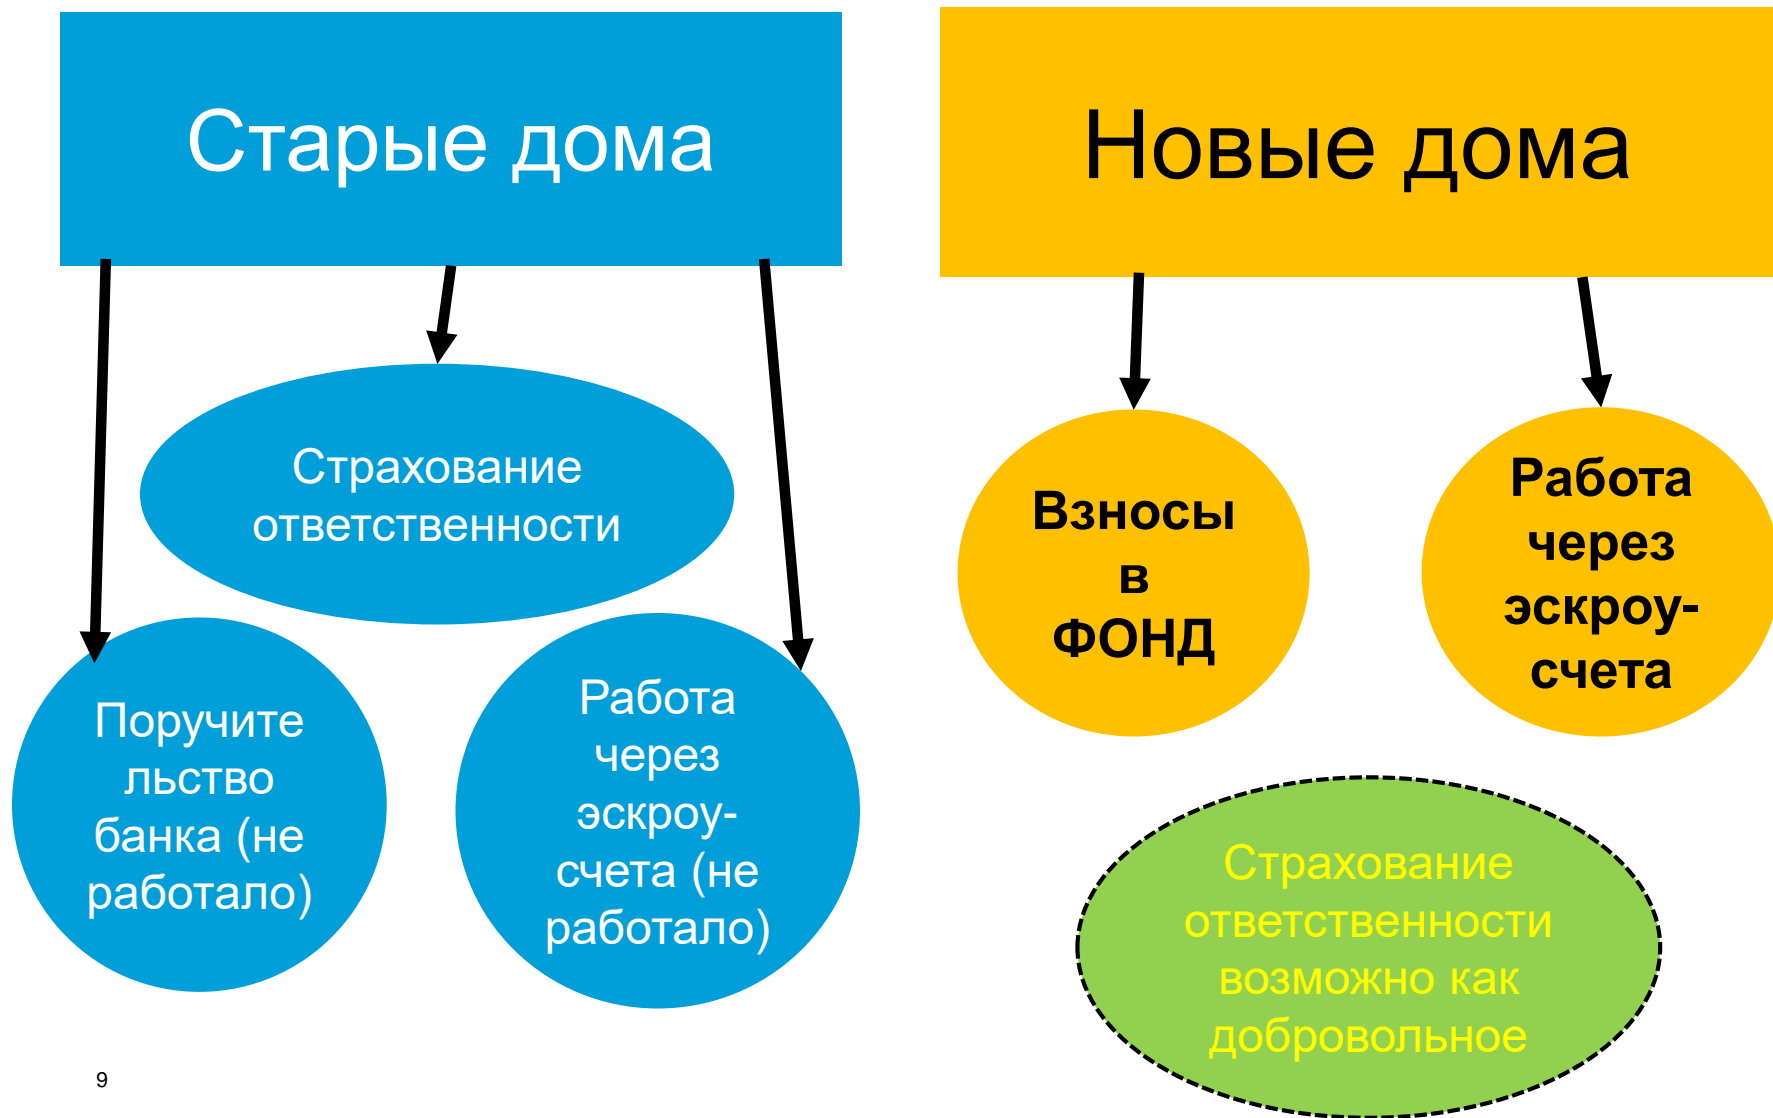 Старые дома
Страхование
ответственности
Поручите
льство
банка (не
работало)
Работа
через
эскроу-
счета (не
работало)
Новые дома
Взносы
в
ФОНД
Работа
через
эскроу-
счета
Страхование
ответственности
возможно как
добровольное
9